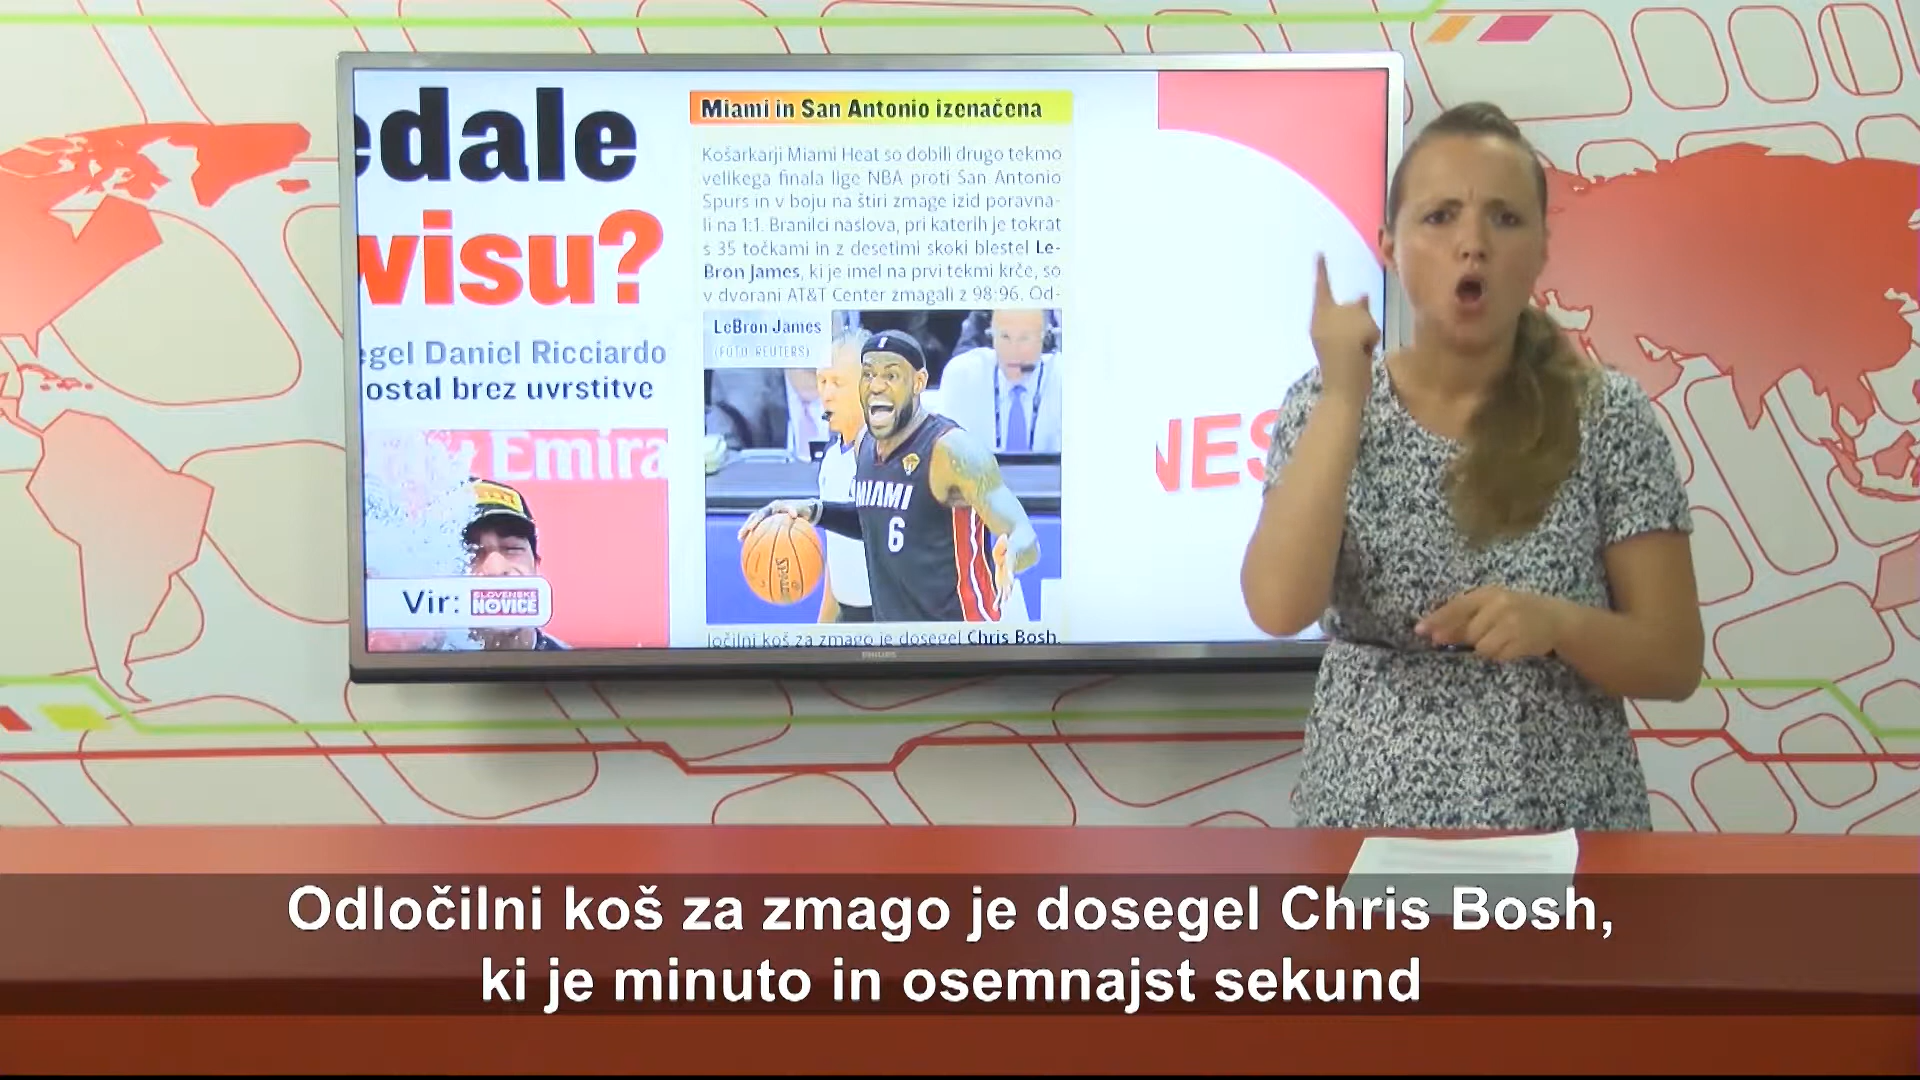 edale
visu?
egel Daniel Ricciardo
ostal brez uvrstitve
Emira
Vir: SLOVENSKE NOVICE
Miami in San Antonio izenačena
Košarkarji Miami Heat so dobili drugo tekmo
velikega finala lige NBA proti San Antonio
Spurs in v boju na štiri zmage izid poravna-
li na 1:1. Branilci naslova, pri katerih je tokrat
s 35 točkami in z desetimi skoki blestel Le-
Bron James, ki je imel na prvi tekmi krče, so
v dvorani AT&T Center zmagali z 98:96. Od-
LeBron James
(FOTO: REUTERS)
MIAMI
6
SPALDING
ločilni koš za zmago je dosegel Chris Bosh,
NES
PHILIPS
Odločilni koš za zmago je dosegel Chris Bosh,
ki je minuto in osemnajst sekund